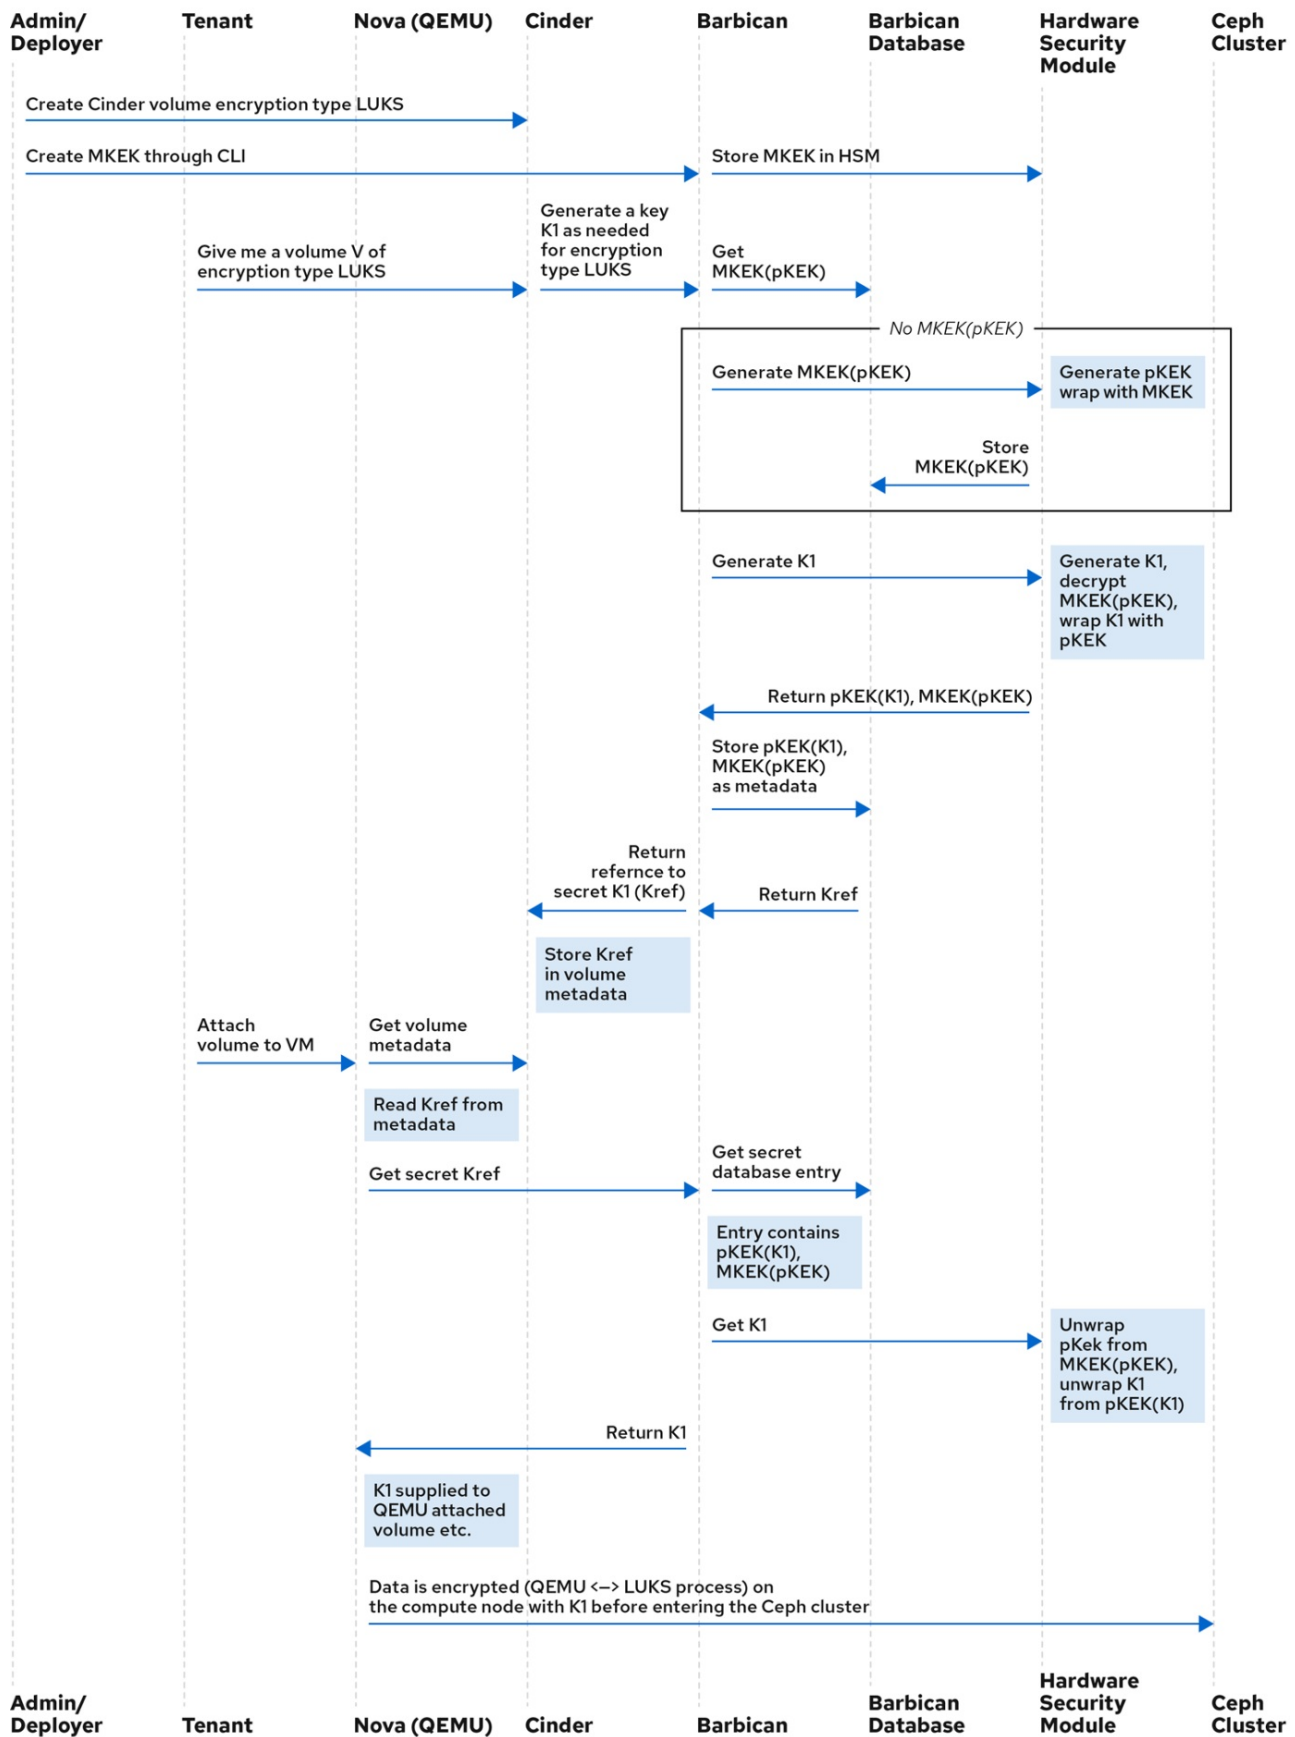 Admin/
Deployer
Tenant
Nova (QEMU)
Cinder
Barbican
Barbican
Database
Hardware
Security
Module
Ceph
Cluster
Create Cinder volume encryption type LUKS
Create MKEK through CLI
Store MKEK in HSM
Give me a volume V of
encryption type LUKS
Generate a key
K1 as needed
for encryption
type LUKS
Get
MKEK(pKEK)
No MKEK(pKEK)
Generate MKEK(pKEK)
Generate pKEK
wrap with MKEK
Store
MKEK(pKEK)
Generate K1
Generate K1,
decrypt
MKEK(pKEK),
wrap K1 with
pKEK
Return pKEK(K1), MKEK(pKEK)
Store pKEK(K1),
MKEK(pKEK)
as metadata
Return
refernce to
secret K1 (Kref)
Return Kref
Store Kref
in volume
metadata
Attach
volume to VM
Get volume
metadata
Read Kref from
metadata
Get secret Kref
Get secret
database entry
Entry contains
pKEK(K1),
MKEK(pKEK)
Get K1
Unwrap
pKek from
MKEK(pKEK),
unwrap K1
from pKEK(K1)
Return K1
K1 supplied to
QEMU attached
volume etc.
Data is encrypted (QEMU <–> LUKS process) on
the compute node with K1 before entering the Ceph cluster
Admin/
Deployer
Tenant
Nova (QEMU)
Cinder
Barbican
Barbican
Database
Hardware
Security
Module
Ceph
Cluster